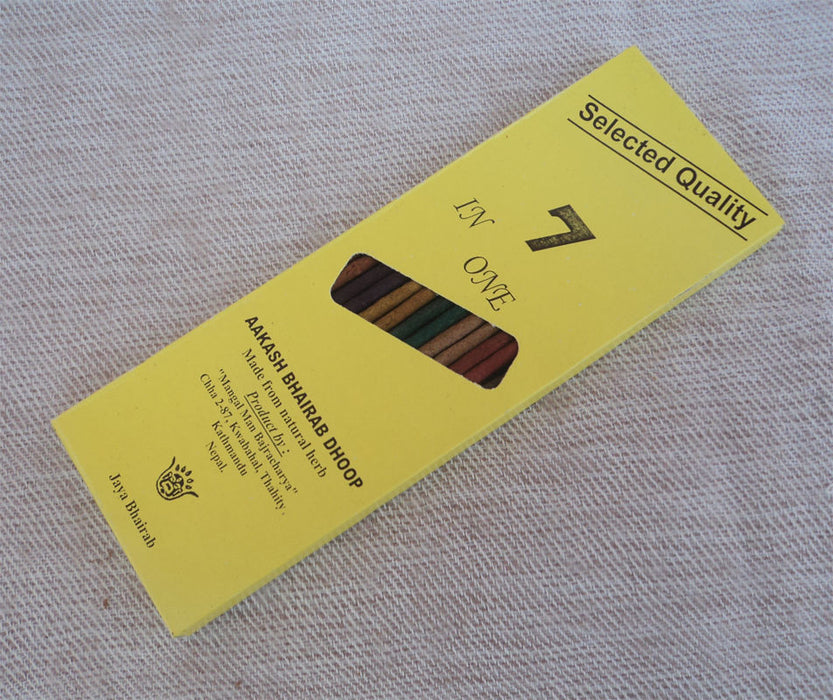 Selected Quality
7
IN
ONE
AAKASH BHAIRAB DHOOP
Made from natural herb
Product by :
"Mangal Man Bajracharya"
Chha 2-87, Kwabahal, Thahity,
Kathmandu
Nepal.
Jaya Bhairab